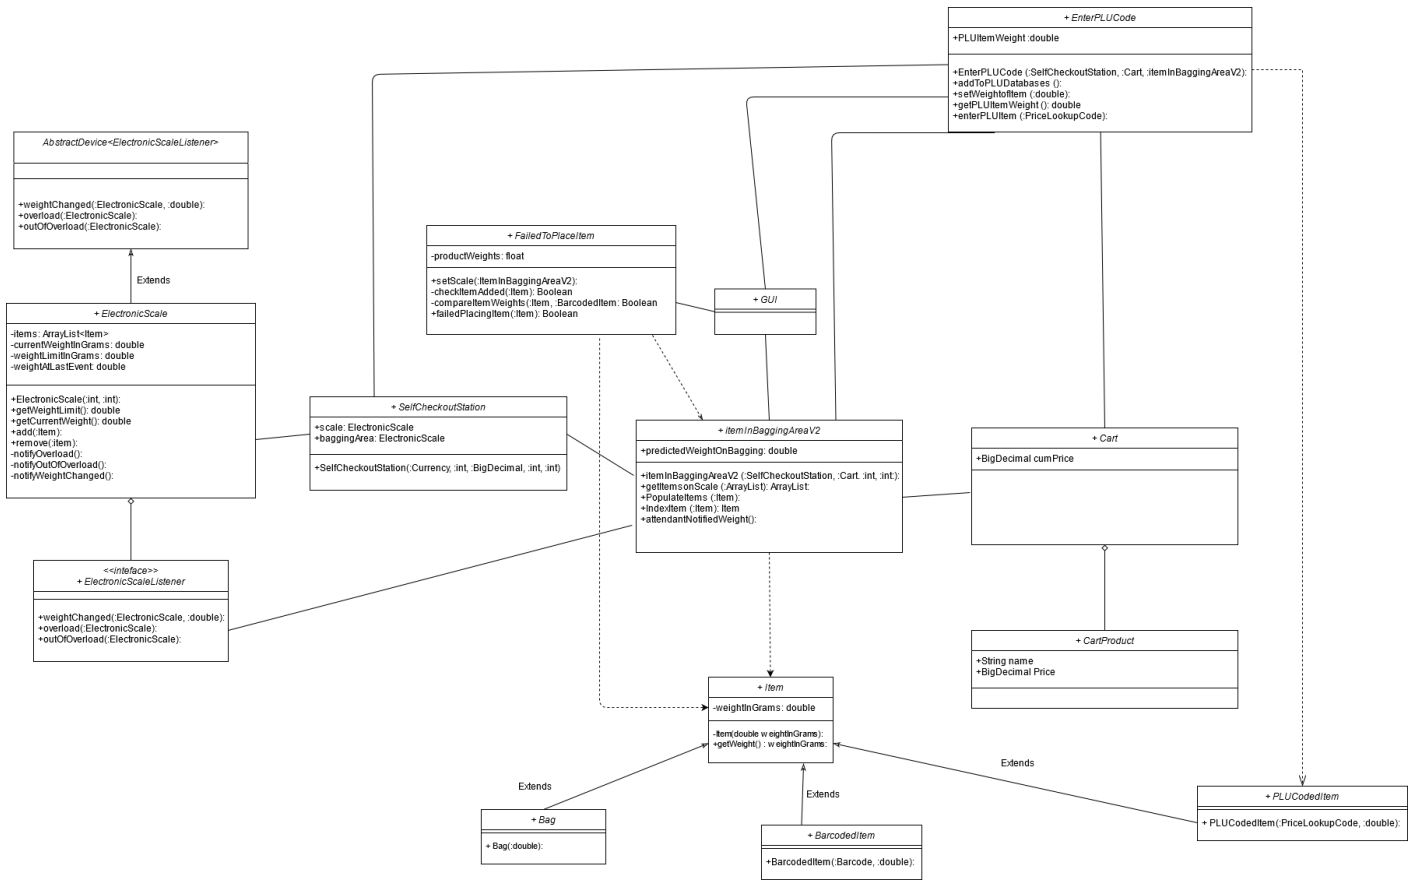 + EnterPLUCode
+PLUItemWeight :double
+EnterPLUCode (:SelfCheckoutStation, :Cart, :itemInBaggingAreaV2):
+addToPLUDatabases ():
+setWeightofItem (:double):
+getPLUItemWeight (): double
+enterPLUItem (:PriceLookupCode):
AbstractDevice<ElectronicScaleListener>
+weightChanged(:ElectronicScale, :double):
+overload(:ElectronicScale):
+outOfOverload(:ElectronicScale):
Extends
+ FailedToPlaceItem
-productWeights: float
+setScale(:ItemInBaggingAreaV2):
-checkItemAdded(:Item): Boolean
-compareItemWeights(:Item, :BarcodedItem: Boolean
+failedPlacingItem(:Item): Boolean
+ GUI
+ ElectronicScale
-items: ArrayList<Item>
-currentWeightInGrams: double
-weightLimitInGrams: double
-weightAtLastEvent: double
+ElectronicScale(:int, :int):
+getWeightLimit(): double
+getCurrentWeight(): double
+add(:Item):
+remove(:item):
-notifyOverload():
-notifyOutOfOverload():
-notifyWeightChanged():
+ SelfCheckoutStation
+scale: ElectronicScale
+baggingArea: ElectronicScale
+SelfCheckoutStation(:Currency, :int, :BigDecimal, :int, :int)
+ itemInBaggingAreaV2
+predictedWeightOnBagging: double
+itemInBaggingAreaV2 (:SelfCheckoutStation, :Cart. :int, :int:):
+getItemsonScale (:ArrayList): ArrayList:
+PopulateItems (:Item):
+IndexItem (:Item): Item
+attendantNotifiedWeight():
+ Cart
+BigDecimal cumPrice
<<inteface>>
+ ElectronicScaleListener
+weightChanged(:ElectronicScale, :double):
+overload(:ElectronicScale):
+outOfOverload(:ElectronicScale):
+ CartProduct
+String name
+BigDecimal Price
+ Item
-weightInGrams: double
-Item(double weightInGrams):
+getWeight() : weightInGrams:
Extends
Extends
Extends
+ Bag
+ Bag(:double):
+ BarcodedItem
+BarcodedItem(:Barcode, :double):
+ PLUCodedItem
+ PLUCodedItem(:PriceLookupCode, :double):